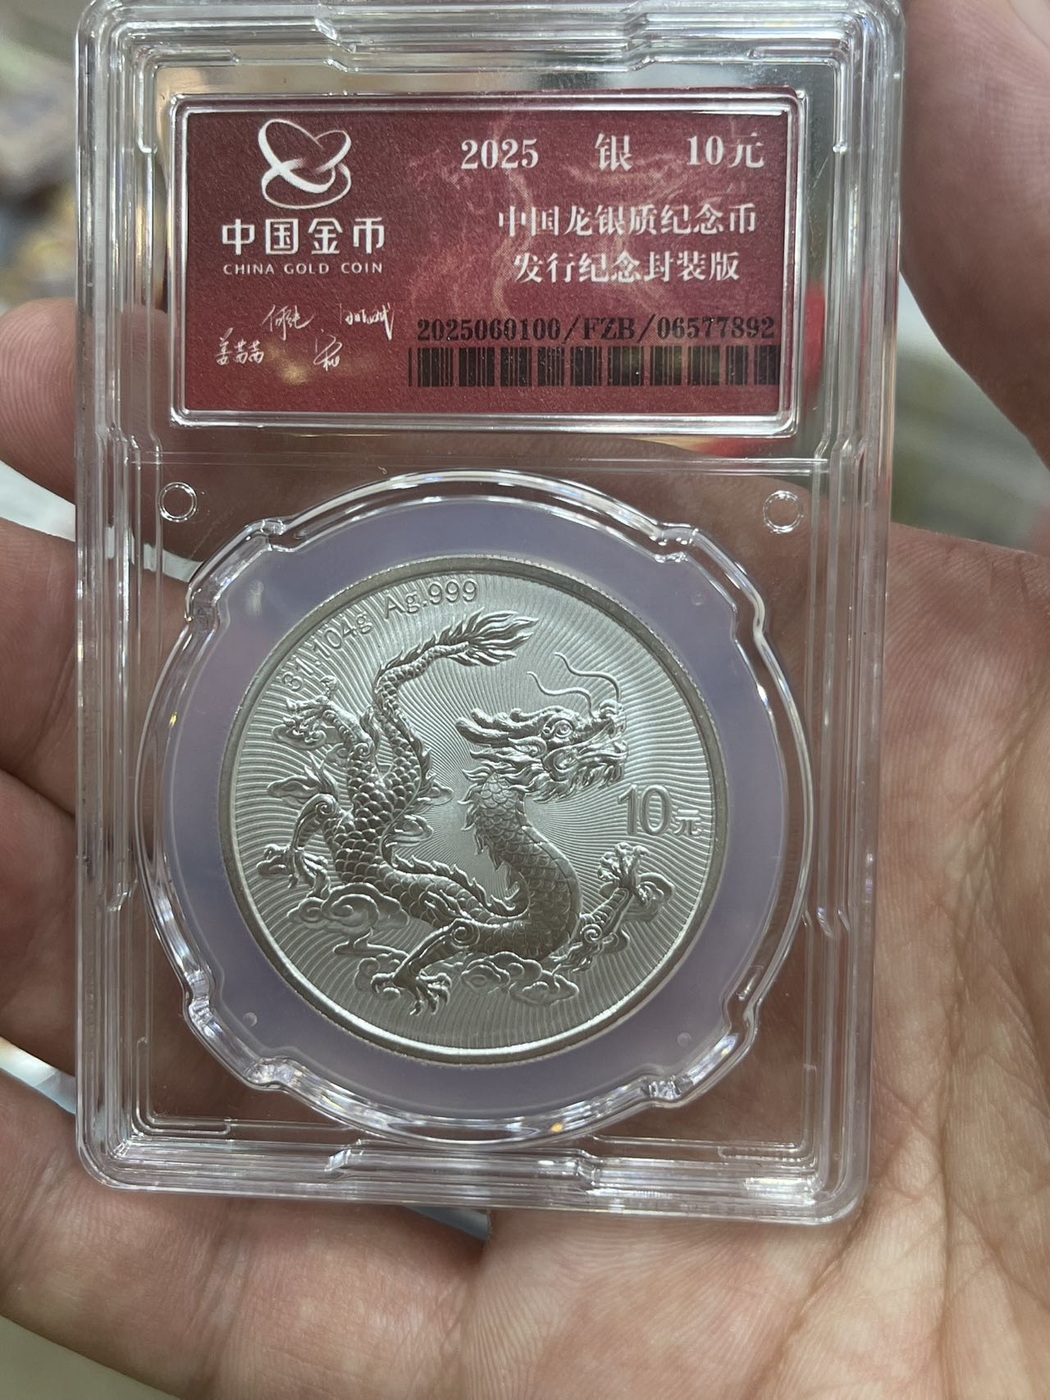 2025 银 10元
中国金币
CHINA GOLD COIN
中国龙银质纪念币
发行纪念封装版
2025060100/FZB/06577892
31.104g Ag.999
10元